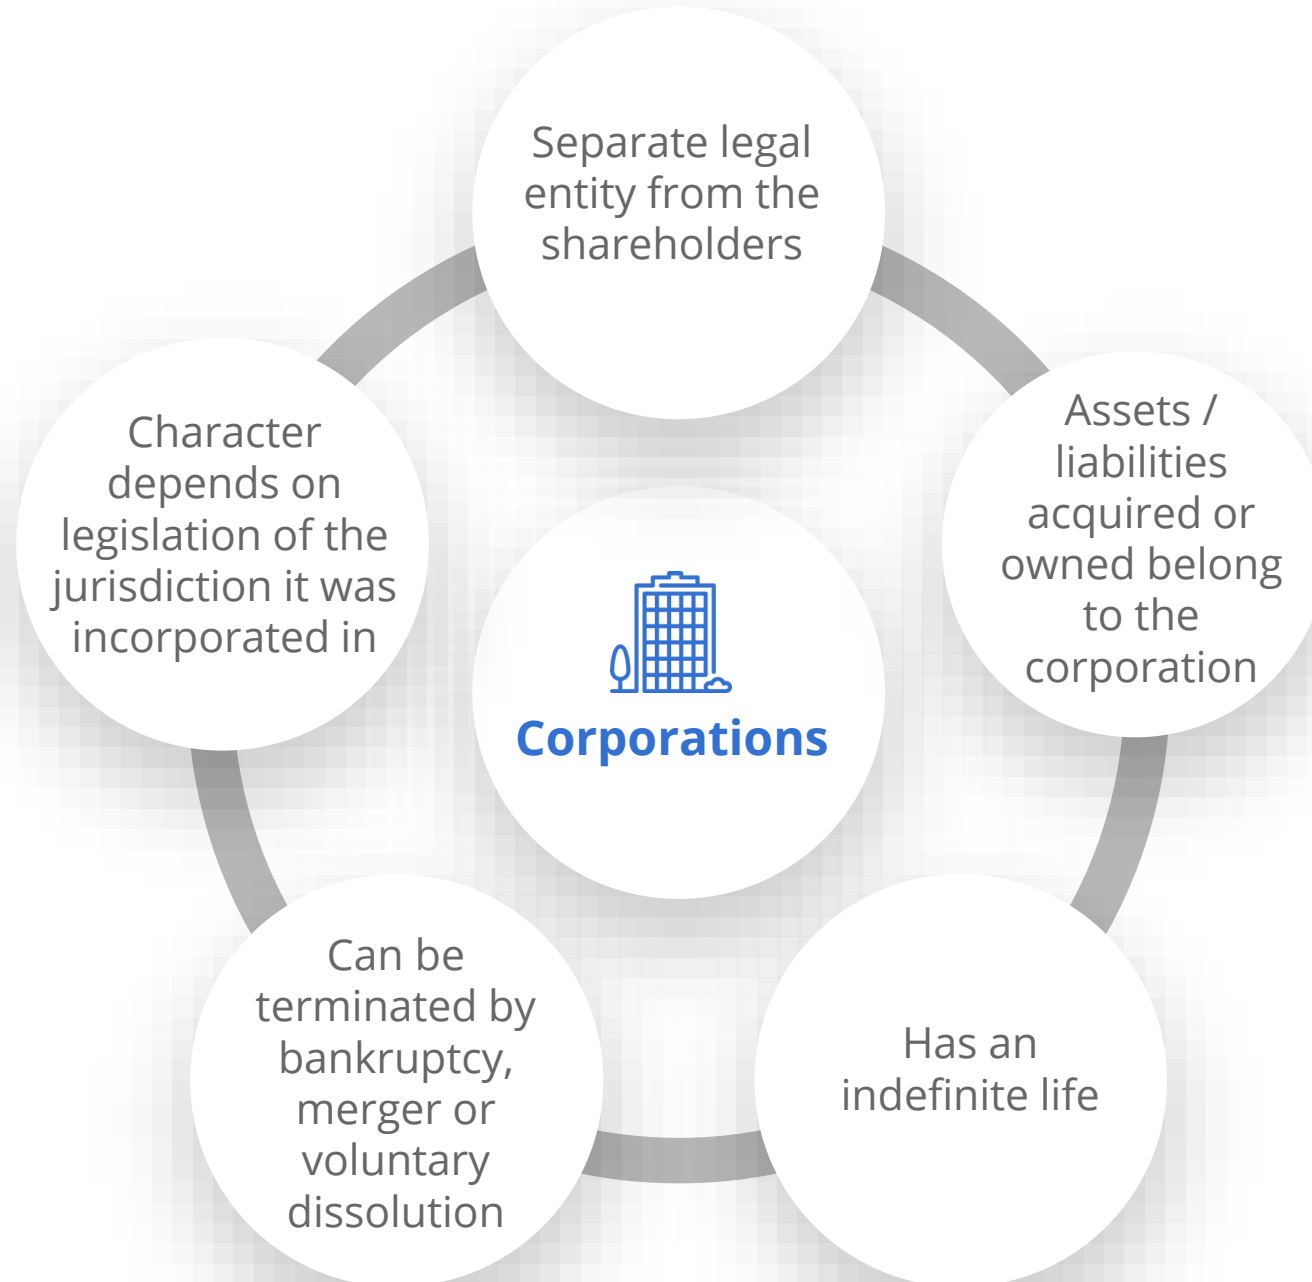 Separate legal
entity from the
shareholders
Assets /
liabilities
acquired or
owned belong
to the
corporation
Has an
indefinite life
Can be
terminated by
bankruptcy,
merger or
voluntary
dissolution
Character
depends on
legislation of the
jurisdiction it was
incorporated in
Corporations